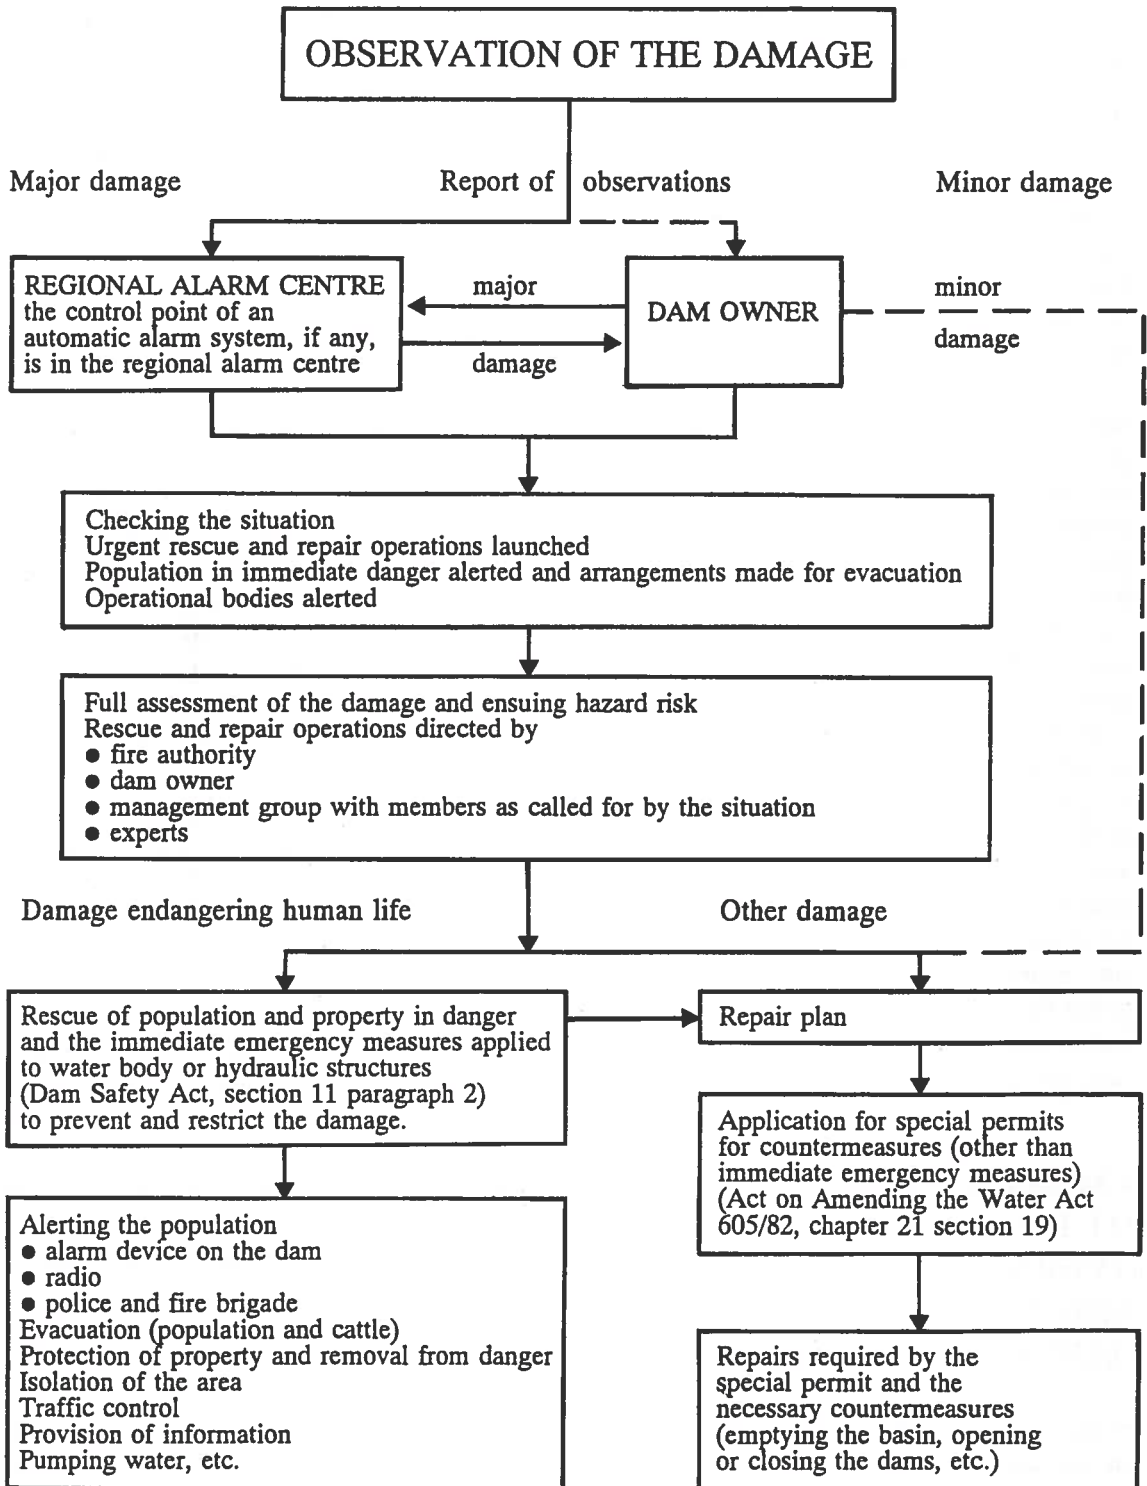 OBSERVATION OF THE DAMAGE
Major damage
Report of observations
Minor damage
REGIONAL ALARM CENTRE
the control point of an
automatic alarm system, if any,
is in the regional alarm centre
major
damage
DAM OWNER
minor
damage
Checking the situation
Urgent rescue and repair operations launched
Population in immediate danger alerted and arrangements made for evacuation
Operational bodies alerted
Full assessment of the damage and ensuing hazard risk
Rescue and repair operations directed by
● fire authority
● dam owner
● management group with members as called for by the situation
● experts
Damage endangering human life
Other damage
Rescue of population and property in danger
and the immediate emergency measures applied
to water body or hydraulic structures
(Dam Safety Act, section 11 paragraph 2)
to prevent and restrict the damage.
Repair plan
Application for special permits
for countermeasures (other than
immediate emergency measures)
(Act on Amending the Water Act
605/82, chapter 21 section 19)
Alerting the population
● alarm device on the dam
● radio
● police and fire brigade
Evacuation (population and cattle)
Protection of property and removal from danger
Isolation of the area
Traffic control
Provision of information
Pumping water, etc.
Repairs required by the
special permit and the
necessary countermeasures
(emptying the basin, opening
or closing the dams, etc.)